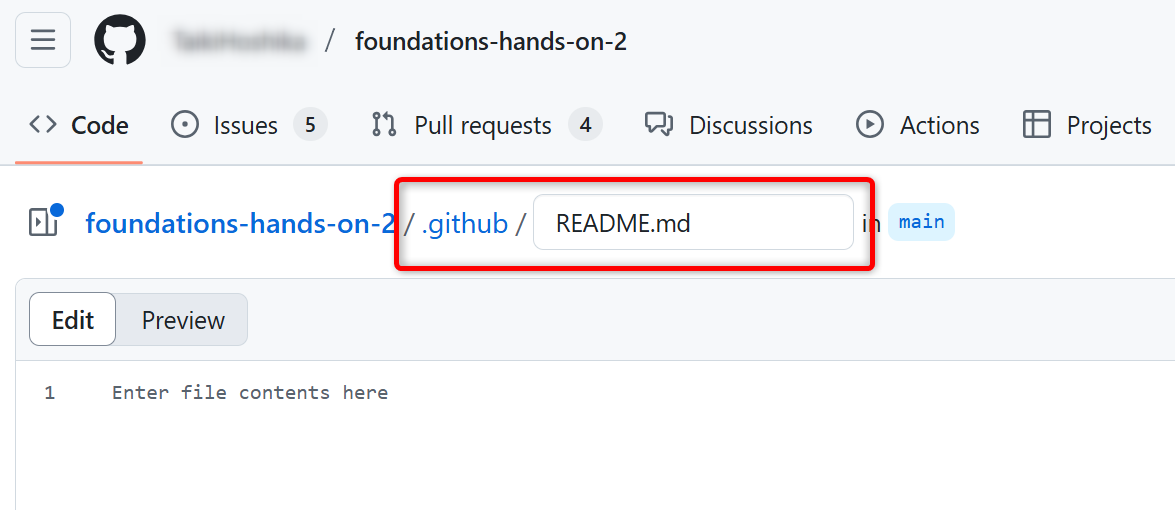 / foundations-hands-on-2
Code Issues 5 Pull requests 4 Discussions Actions Projects
foundations-hands-on-2 / .github / README.md in main
Edit Preview
1 Enter file contents here